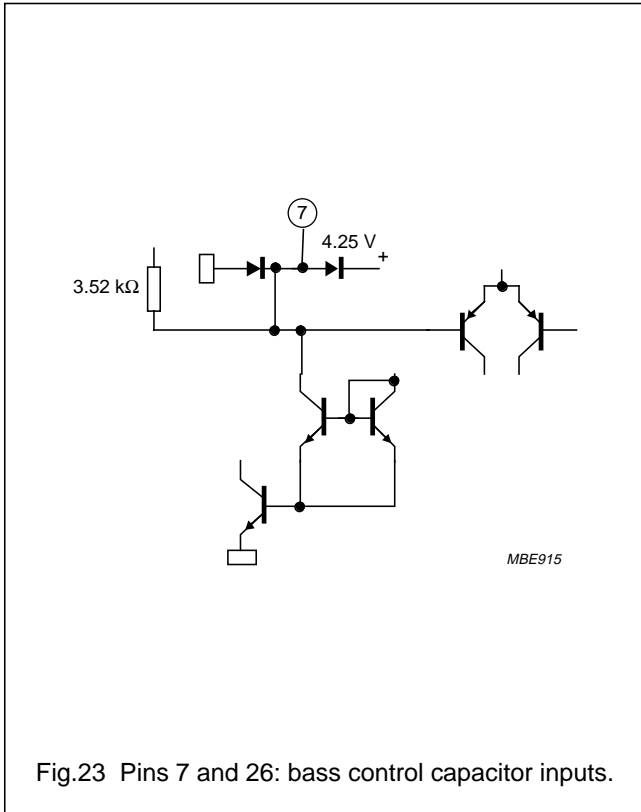 7
4.25 V
+
3.52 kΩ
MBE915
Fig.23 Pins 7 and 26: bass control capacitor inputs.